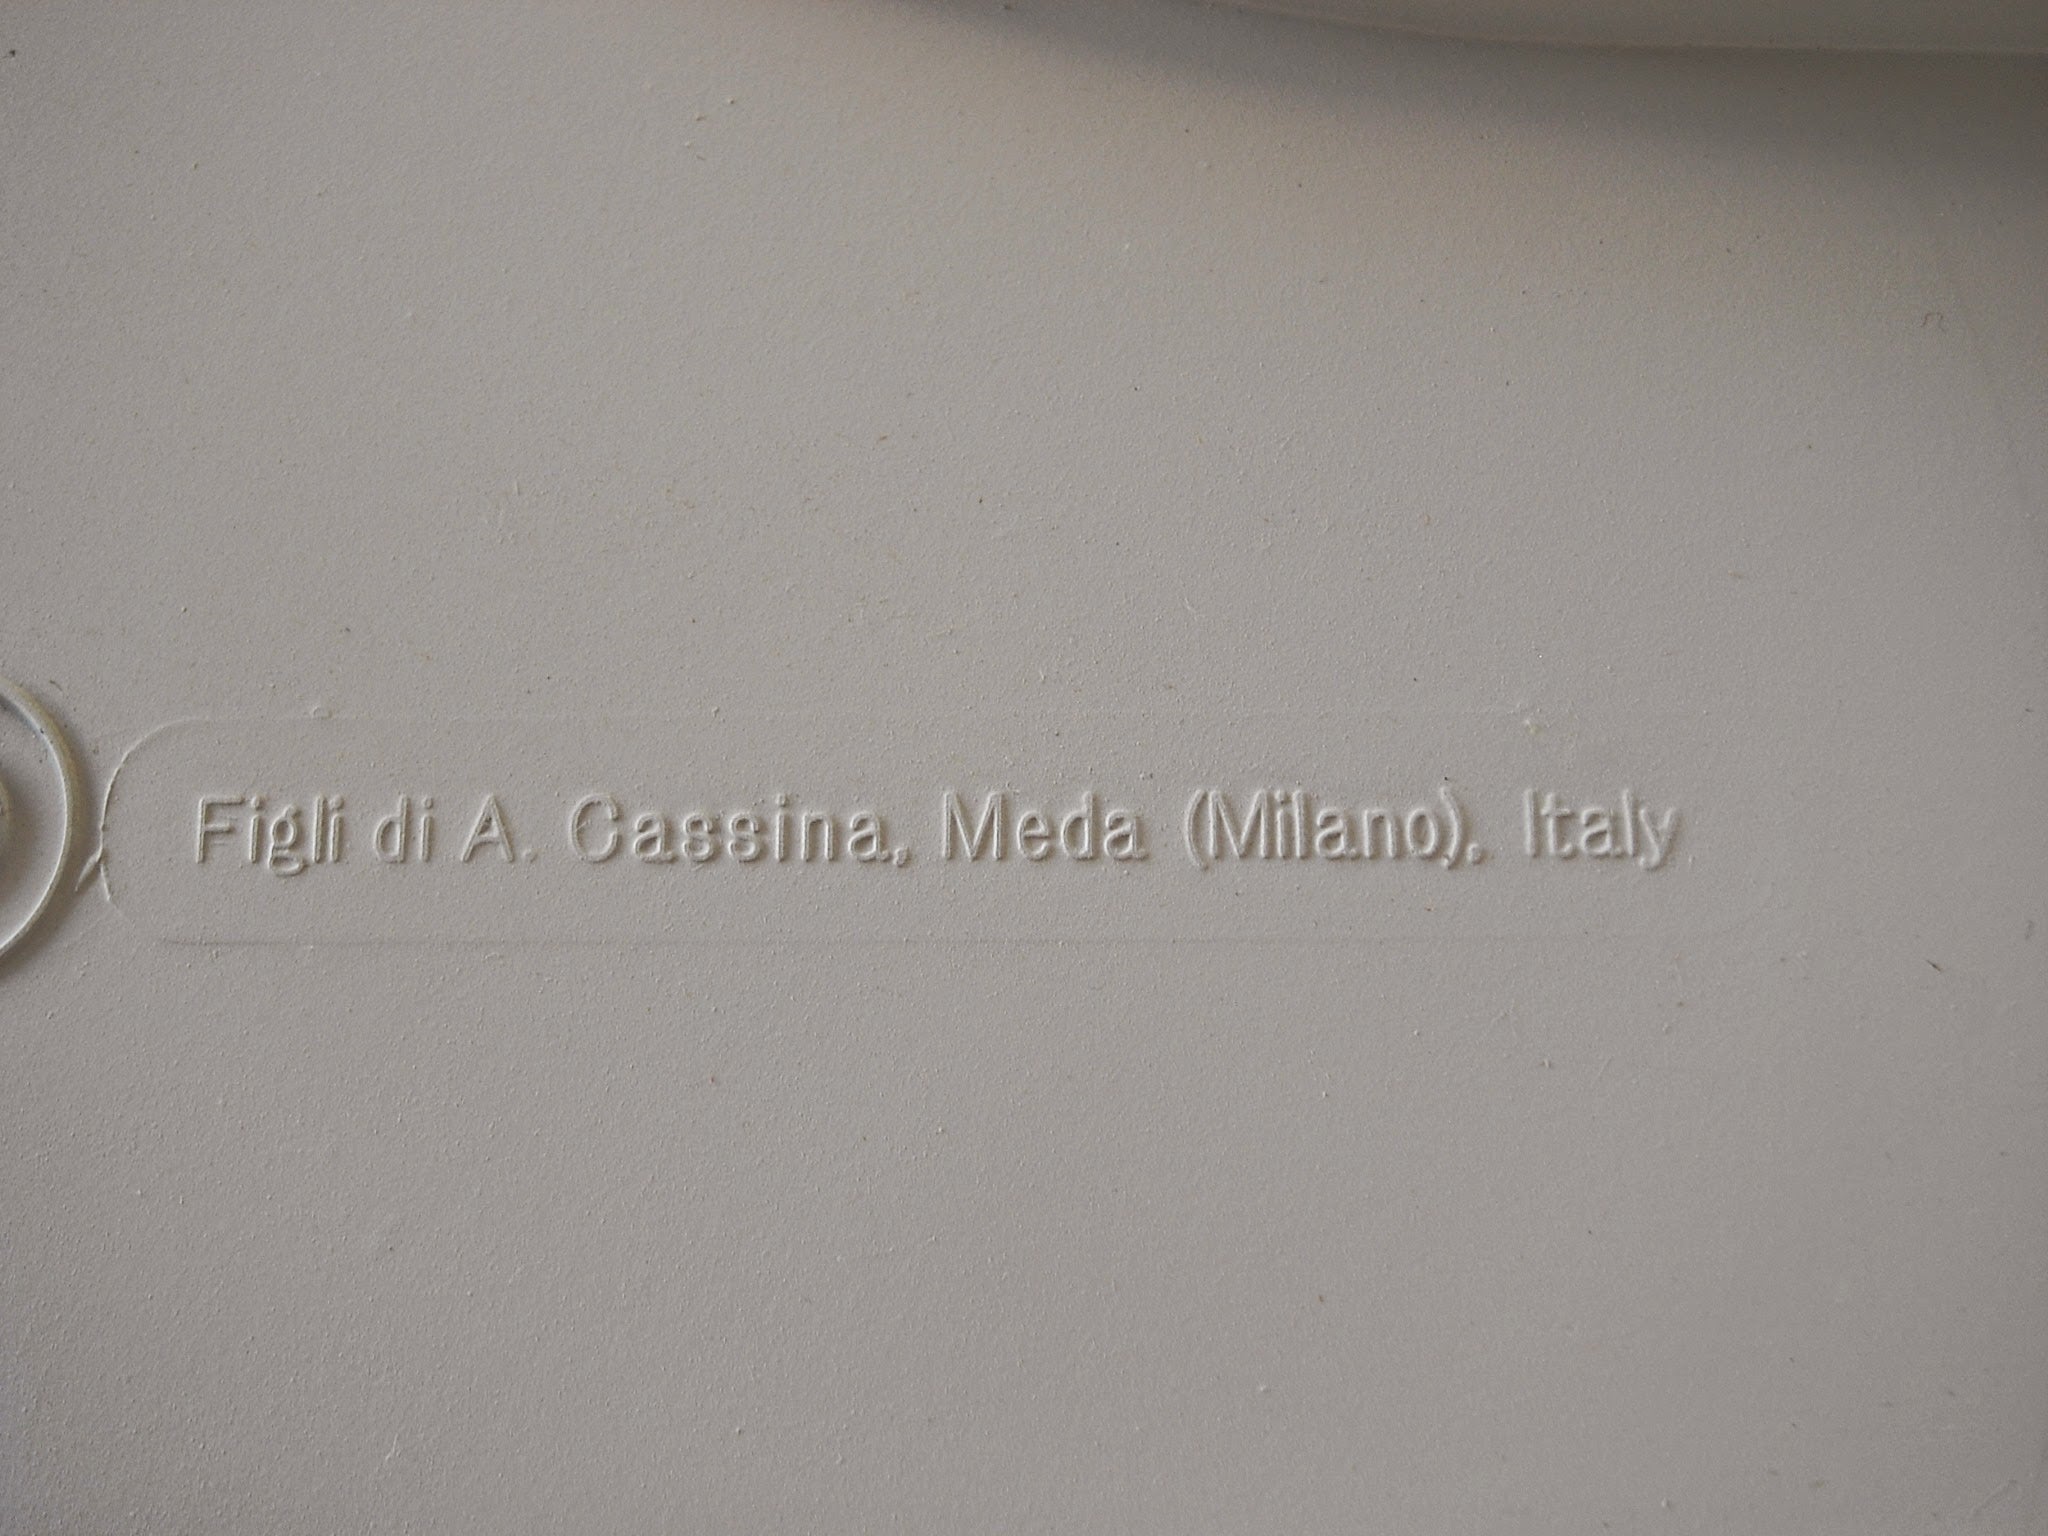 Figli di A. Cassina, Meda (Milano), Italy